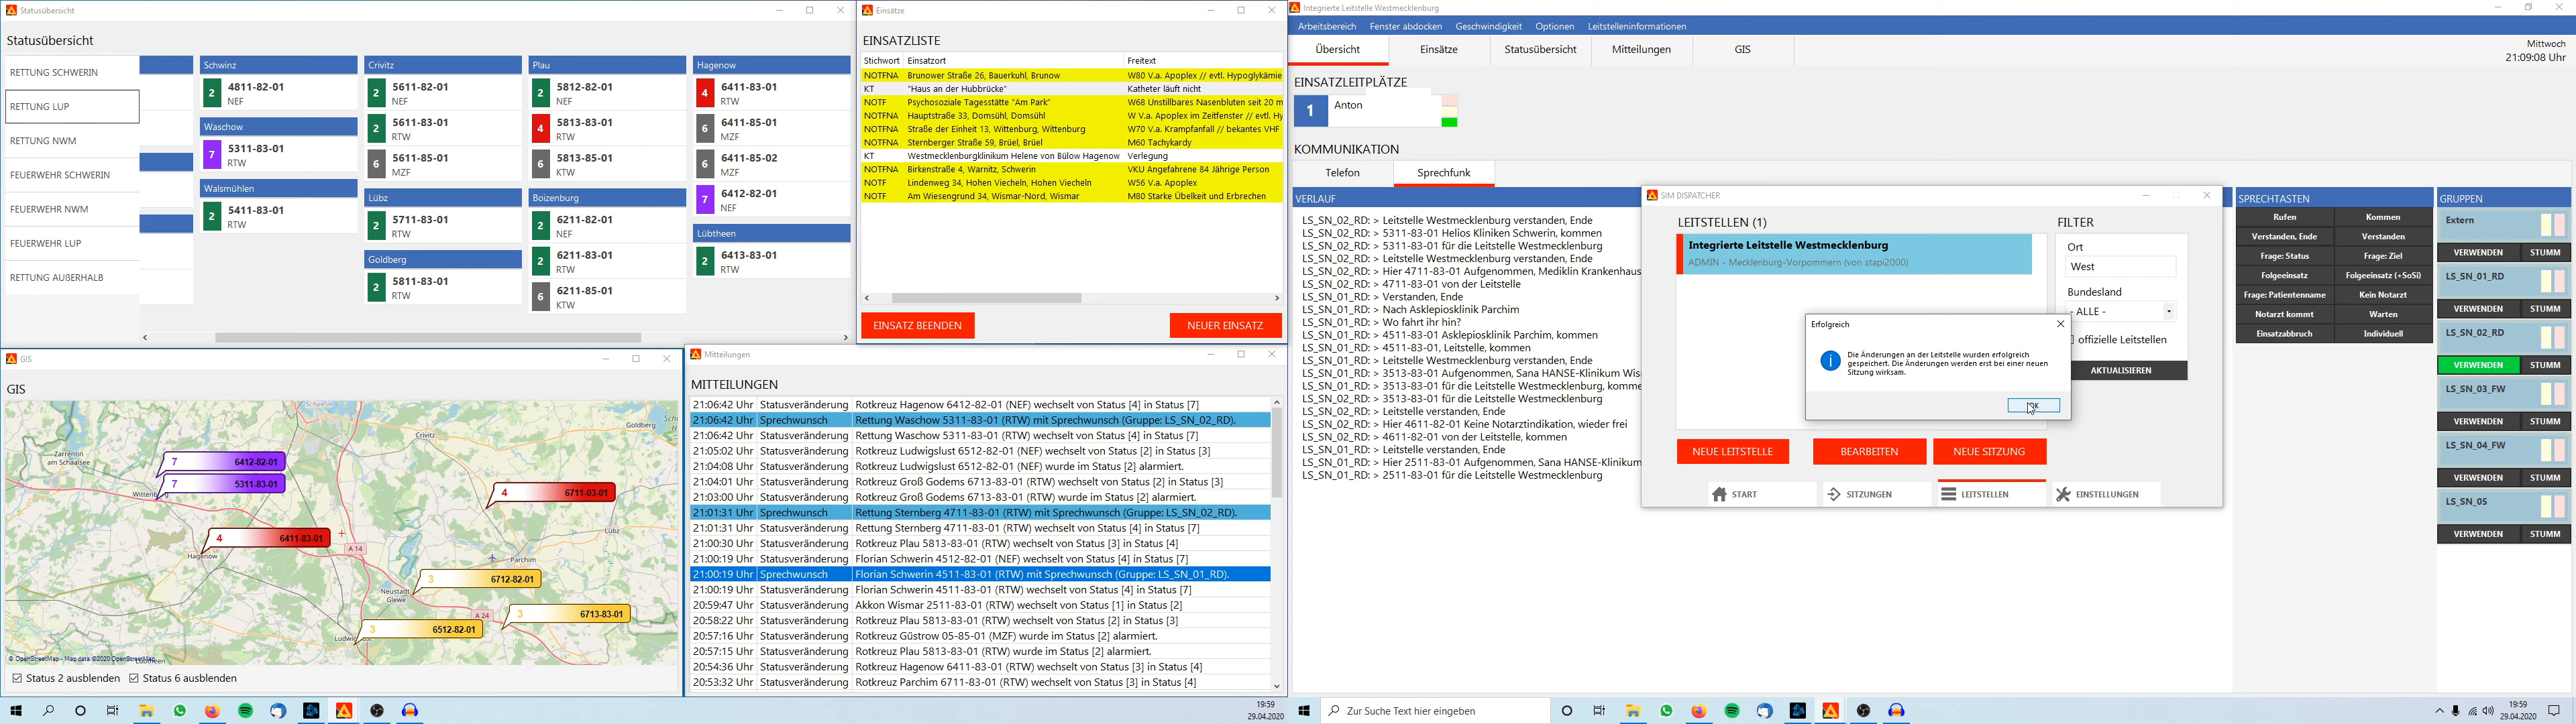 Statusübersicht
Statusübersicht
RETTUNG SCHWERIN
RETTUNG LUP
RETTUNG NWM
FEUERWEHR SCHWERIN
FEUERWEHR NWM
FEUERWEHR LUP
RETTUNG AUßERHALB
Schwinz
2 4811-82-01
NEF
Waschow
7 5311-83-01
RTW
Walsmühlen
2 5411-83-01
RTW
Crivitz
2 5611-82-01
NEF
2 5611-83-01
RTW
6 5611-85-01
MZF
Lübz
2 5711-83-01
RTW
Goldberg
2 5811-83-01
RTW
Plau
2 5812-82-01
NEF
4 5813-83-01
RTW
6 5813-85-01
KTW
Boizenburg
2 6211-82-01
NEF
2 6211-83-01
RTW
6 6211-85-01
KTW
Hagenow
4 6411-83-01
RTW
6 6411-85-01
MZF
6 6411-85-02
MZF
7 6412-82-01
NEF
Lübtheen
2 6413-83-01
RTW
Einsätze
EINSATZLISTE
Stichwort Einsatzort Freitext
NOTFNA Brunower Straße 26, Bauerkuhl, Brunow W80 V.a. Apoplex // evtl. Hypoglykämie
KT "Haus an der Hubbrücke" Katheter läuft nicht
NOTF Psychosoziale Tagesstätte "Am Park" W68 Unstillbares Nasenbluten seit 20 m
NOTFNA Hauptstraße 33, Domsühl, Domsühl W V.a. Apoplex im Zeitfenster // evtl. Hy
NOTFNA Straße der Einheit 13, Wittenburg, Wittenburg W70 V.a. Krampfanfall // bekanntes VHF
NOTFNA Sternberger Straße 59, Brüel, Brüel M60 Tachykardy
KT Westmecklenburgklinikum Helene von Bülow Hagenow Verlegung
NOTFNA Birkenstraße 4, Warnitz, Schwerin VKU Angefahrene 84 Jährige Person
NOTF Lindenweg 34, Hohen Viecheln, Hohen Viecheln W56 V.a. Apoplex
NOTF Am Wiesengrund 34, Wismar-Nord, Wismar M80 Starke Übelkeit und Erbrechen
EINSATZ BEENDEN
NEUER EINSATZ
GIS
GIS
Schwerin
Goldberg
Crivitz
Zarrentin
am Schaalsee
7 6412-82-01
7 5311-83-01
Wittenburg
4 6711-03-01
4 6411-83-01
Hagenow
A 14
Lübz
Parchim
3 6712-82-01
Neustadt-
Glewe
A 24
3 6713-83-01
3 6512-82-01
Ludwigslust
© OpenStreetMap - Map data ©2020 OpenStreetMap
Lübtheen
Status 2 ausblenden
Status 6 ausblenden
Mitteilungen
MITTEILUNGEN
21:06:42 Uhr Statusveränderung Rotkreuz Hagenow 6412-82-01 (NEF) wechselt von Status [4] in Status [7]
21:06:42 Uhr Sprechwunsch Rettung Waschow 5311-83-01 (RTW) mit Sprechwunsch (Gruppe: LS_SN_02_RD).
21:06:42 Uhr Statusveränderung Rettung Waschow 5311-83-01 (RTW) wechselt von Status [4] in Status [7]
21:05:02 Uhr Statusveränderung Rotkreuz Ludwigslust 6512-82-01 (NEF) wechselt von Status [2] in Status [3]
21:04:08 Uhr Statusveränderung Rotkreuz Ludwigslust 6512-82-01 (NEF) wurde im Status [2] alarmiert.
21:04:01 Uhr Statusveränderung Rotkreuz Groß Godems 6713-83-01 (RTW) wechselt von Status [2] in Status [3]
21:03:00 Uhr Statusveränderung Rotkreuz Groß Godems 6713-83-01 (RTW) wurde im Status [2] alarmiert.
21:01:31 Uhr Sprechwunsch Rettung Sternberg 4711-83-01 (RTW) mit Sprechwunsch (Gruppe: LS_SN_02_RD).
21:01:31 Uhr Statusveränderung Rettung Sternberg 4711-83-01 (RTW) wechselt von Status [4] in Status [7]
21:00:30 Uhr Statusveränderung Rotkreuz Plau 5813-83-01 (RTW) wechselt von Status [3] in Status [4]
21:00:19 Uhr Statusveränderung Florian Schwerin 4512-82-01 (NEF) wechselt von Status [4] in Status [7]
21:00:19 Uhr Sprechwunsch Florian Schwerin 4511-83-01 (RTW) mit Sprechwunsch (Gruppe: LS_SN_01_RD).
21:00:19 Uhr Statusveränderung Florian Schwerin 4511-83-01 (RTW) wechselt von Status [4] in Status [7]
20:59:47 Uhr Statusveränderung Akkon Wismar 2511-83-01 (RTW) wechselt von Status [1] in Status [2]
20:58:22 Uhr Statusveränderung Rotkreuz Plau 5813-83-01 (RTW) wechselt von Status [2] in Status [3]
20:57:16 Uhr Statusveränderung Rotkreuz Güstrow 05-85-01 (MZF) wurde im Status [2] alarmiert.
20:57:15 Uhr Statusveränderung Rotkreuz Plau 5813-83-01 (RTW) wurde im Status [2] alarmiert.
20:54:36 Uhr Statusveränderung Rotkreuz Hagenow 6411-83-01 (RTW) wechselt von Status [3] in Status [4]
20:53:32 Uhr Statusveränderung Rotkreuz Parchim 6711-83-01 (RTW) wechselt von Status [3] in Status [4]
19:59
29.04.2020
Integrierte Leitstelle Westmecklenburg
Arbeitsbereich Fenster abdocken Geschwindigkeit Optionen Leitstelleninformationen
Übersicht Einsätze Statusübersicht Mitteilungen GIS
Mittwoch
21:09:08 Uhr
EINSATZLEITPLÄTZE
1 Anton
KOMMUNIKATION
Telefon Sprechfunk
VERLAUF
LS_SN_02_RD: > Leitstelle Westmecklenburg verstanden, Ende
LS_SN_02_RD: > 5311-83-01 Helios Kliniken Schwerin, kommen
LS_SN_02_RD: > 5311-83-01 für die Leitstelle Westmecklenburg
LS_SN_02_RD: > Leitstelle Westmecklenburg verstanden, Ende
LS_SN_02_RD: > Hier 4711-83-01 Aufgenommen, Mediklin Krankenhaus
LS_SN_02_RD: > 4711-83-01 von der Leitstelle
LS_SN_01_RD: > Verstanden, Ende
LS_SN_01_RD: > Nach Asklepiosklinik Parchim
LS_SN_01_RD: > Wo fahrt ihr hin?
LS_SN_01_RD: > 4511-83-01 Asklepiosklinik Parchim, kommen
LS_SN_01_RD: > 4511-83-01, Leitstelle, kommen
LS_SN_01_RD: > Leitstelle Westmecklenburg verstanden, Ende
LS_SN_01_RD: > 3513-83-01 Aufgenommen, Sana HANSE-Klinikum Wis
LS_SN_01_RD: > 3513-83-01 für die Leitstelle Westmecklenburg, komme
LS_SN_02_RD: > 3513-83-01 für die Leitstelle Westmecklenburg
LS_SN_02_RD: > Leitstelle verstanden, Ende
LS_SN_02_RD: > Hier 4611-82-01 Keine Notarztindikation, wieder frei
LS_SN_02_RD: > 4611-82-01 von der Leitstelle, kommen
LS_SN_01_RD: > Leitstelle verstanden, Ende
LS_SN_01_RD: > Hier 2511-83-01 Aufgenommen, Sana HANSE-Klinikum
LS_SN_01_RD: > 2511-83-01 für die Leitstelle Westmecklenburg
SIM DISPATCHER
LEITSTELLEN (1)
Integrierte Leitstelle Westmecklenburg
ADMIN - Mecklenburg-Vorpommern (von stapi2000)
FILTER
Ort
West
Bundesland
- ALLE -
offizielle Leitstellen
AKTUALISIEREN
Erfolgreich
Die Änderungen an der Leitstelle wurden erfolgreich
gespeichert. Die Änderungen werden erst bei einer neuen
Sitzung wirksam.
OK
NEUE LEITSTELLE BEARBEITEN NEUE SITZUNG
START SITZUNGEN LEITSTELLEN EINSTELLUNGEN
SPRECHTASTEN
Rufen Kommen
Verstanden, Ende Verstanden
Frage: Status Frage: Ziel
Folgeeinsatz Folgeeinsatz (+SoSi)
Frage: Patientenname Kein Notarzt
Notarzt kommt Warten
Einsatzabbruch Individuell
GRUPPEN
Extern
VERWENDEN STUMM
LS_SN_01_RD
VERWENDEN STUMM
LS_SN_02_RD
VERWENDEN STUMM
LS_SN_03_FW
VERWENDEN STUMM
LS_SN_04_FW
VERWENDEN STUMM
LS_SN_05
VERWENDEN STUMM
Zur Suche Text hier eingeben
19:59
29.04.2020